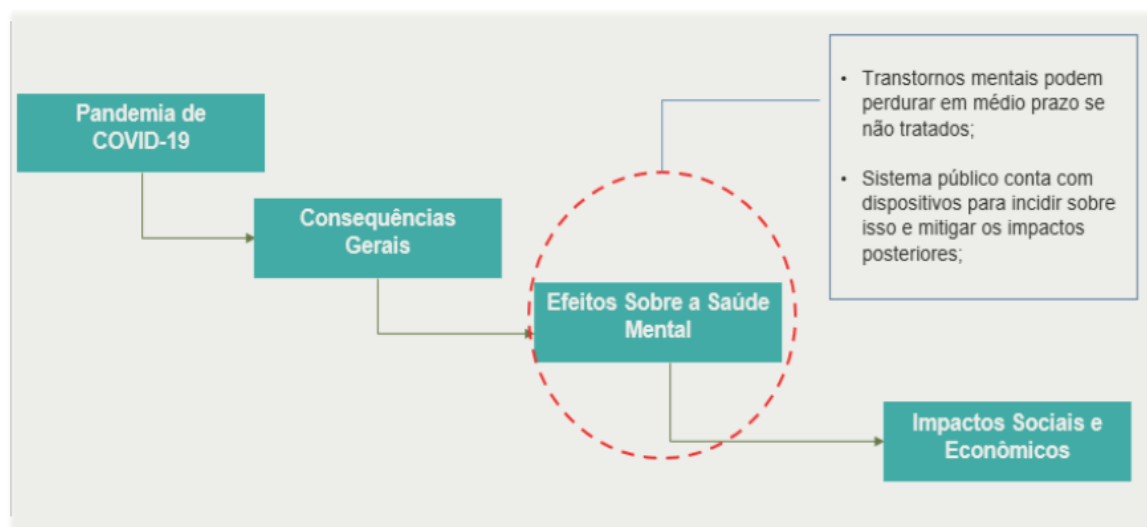 Pandemia de
COVID-19
Consequências
Gerais
Efeitos Sobre a Saúde
Mental
Impactos Sociais e
Econômicos
• Transtornos mentais podem
perdurar em médio prazo se
não tratados;
• Sistema público conta com
dispositivos para incidir sobre
isso e mitigar os impactos
posteriores;